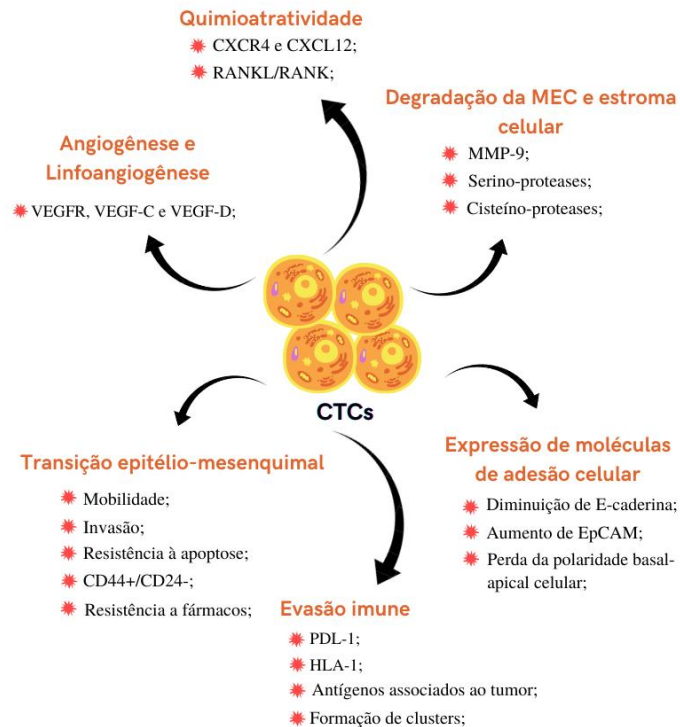 Quimioatratividade
CXCR4 e CXCL12;
RANKL/RANK;
Degradação da MEC e estroma
celular
MMP-9;
Serino-proteases;
Cisteíno-proteases;
Angiogênese e
Linfoangiogênese
VEGFR, VEGF-C e VEGF-D;
CTCs
Transição epitélio-mesenquimal
Mobilidade;
Invasão;
Resistência à apoptose;
CD44+/CD24-;
Resistência a fármacos;
Expressão de moléculas
de adesão celular
Diminuição de E-caderina;
Aumento de EpCAM;
Perda da polaridade basal-
apical celular;
Evasão imune
PDL-1;
HLA-1;
Antígenos associados ao tumor;
Formação de clusters;